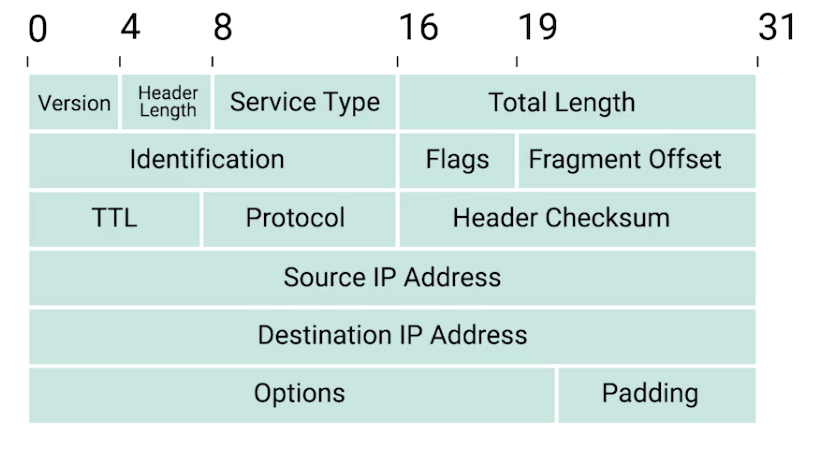 0 4 8 16 19 31
Version Header Length Service Type Total Length
Identification Flags Fragment Offset
TTL Protocol Header Checksum
Source IP Address
Destination IP Address
Options Padding